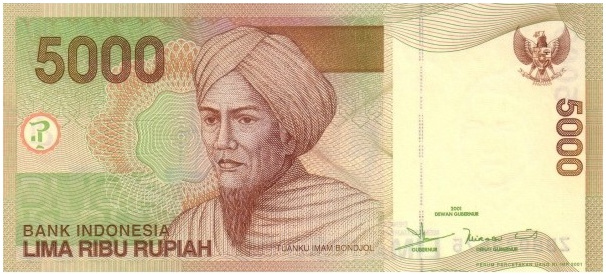 5000
5000
2001
DEWAN GUBERNUR
BANK INDONESIA
LIMA RIBU RUPIAH
TUANKU IMAM BONDJOL
GUBERNUR
DEPUTI GUBERNUR
PERUM PERCETAKAN UANG RI IMP. 2001